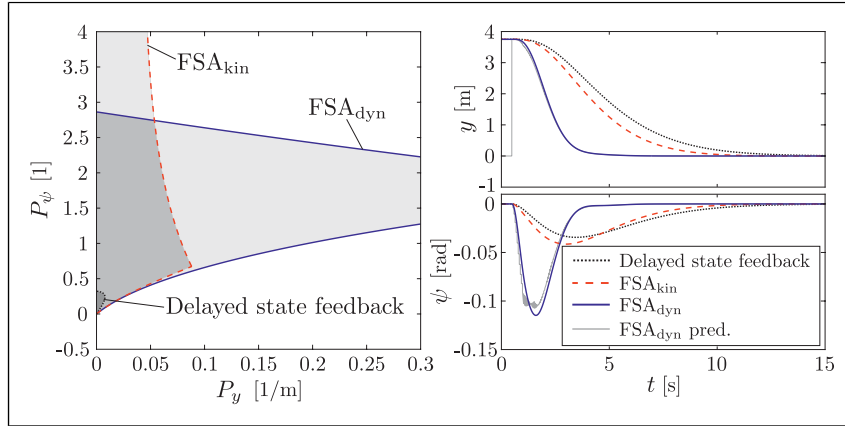 4
3.5
3
2.5
2
1.5
1
0.5
0
-0.5
P_ψ [1]
0
0.05
0.1
0.15
0.2
0.25
0.3
P_y [1/m]
FSA_kin
FSA_dyn
Delayed state feedback
4
3
2
1
0
-1
y [m]
0
-0.05
-0.1
-0.15
ψ [rad]
Delayed state feedback
FSA_kin
FSA_dyn
FSA_dyn pred.
0
5
10
15
t [s]